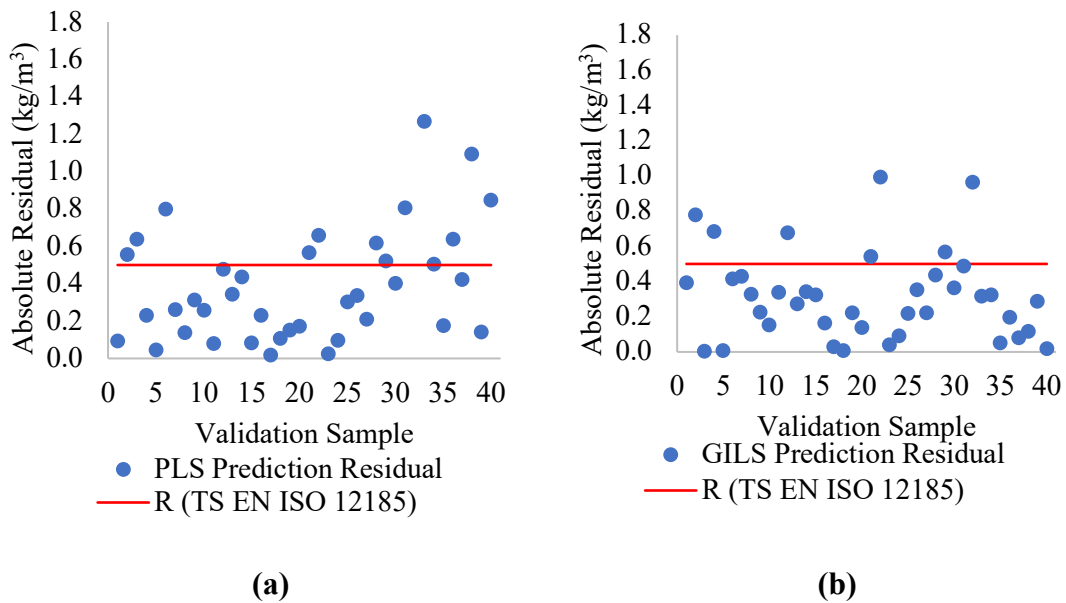 Absolute Residual (kg/m³)
1.8
1.6
1.4
1.2
1.0
0.8
0.6
0.4
0.2
0.0
0 5 10 15 20 25 30 35 40
Validation Sample
PLS Prediction Residual
R (TS EN ISO 12185)
(a)
Absolute Residual (kg/m³)
1.8
1.6
1.4
1.2
1.0
0.8
0.6
0.4
0.2
0.0
0 5 10 15 20 25 30 35 40
Validation Sample
GILS Prediction Residual
R (TS EN ISO 12185)
(b)